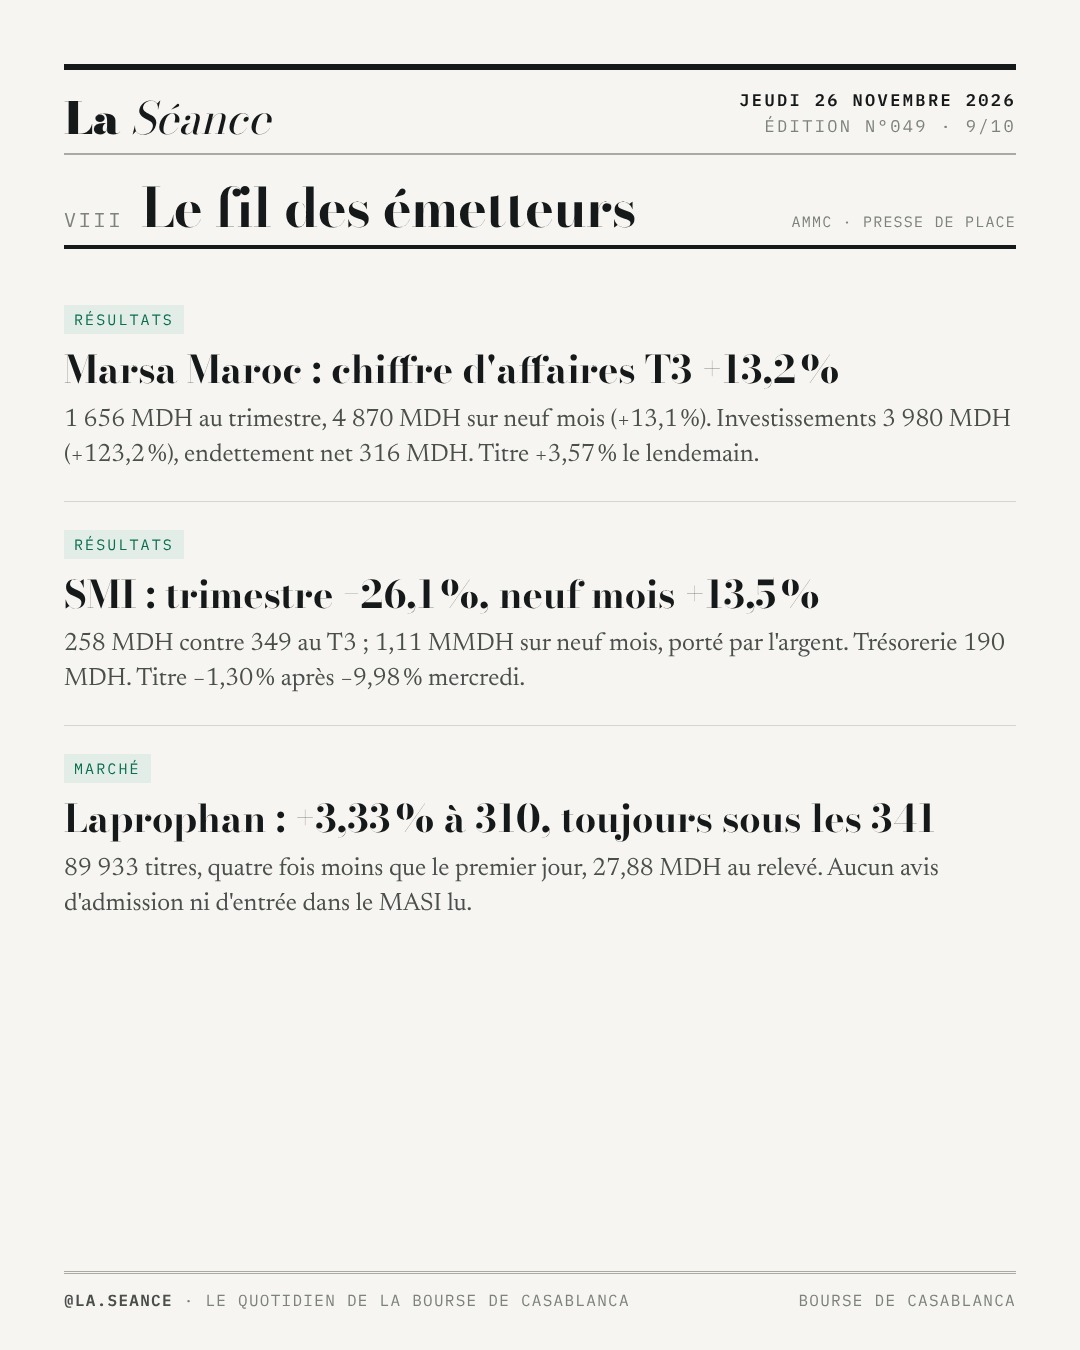 La Séance
JEUDI 26 NOVEMBRE 2026
ÉDITION N°049 · 9/10
VIII Le fil des émetteurs
AMMC · PRESSE DE PLACE
RÉSULTATS
Marsa Maroc : chiffre d'affaires T3 +13,2 %
1 656 MDH au trimestre, 4 870 MDH sur neuf mois (+13,1 %). Investissements 3 980 MDH
(+123,2 %), endettement net 316 MDH. Titre +3,57 % le lendemain.
RÉSULTATS
SMI : trimestre −26,1 %, neuf mois +13,5 %
258 MDH contre 349 au T3 ; 1,11 MMDH sur neuf mois, porté par l'argent. Trésorerie 190
MDH. Titre −1,30 % après −9,98 % mercredi.
MARCHÉ
Laprophan : +3,33 % à 310, toujours sous les 341
89 933 titres, quatre fois moins que le premier jour, 27,88 MDH au relevé. Aucun avis
d'admission ni d'entrée dans le MASI lu.
@LA.SEANCE · LE QUOTIDIEN DE LA BOURSE DE CASABLANCA
BOURSE DE CASABLANCA